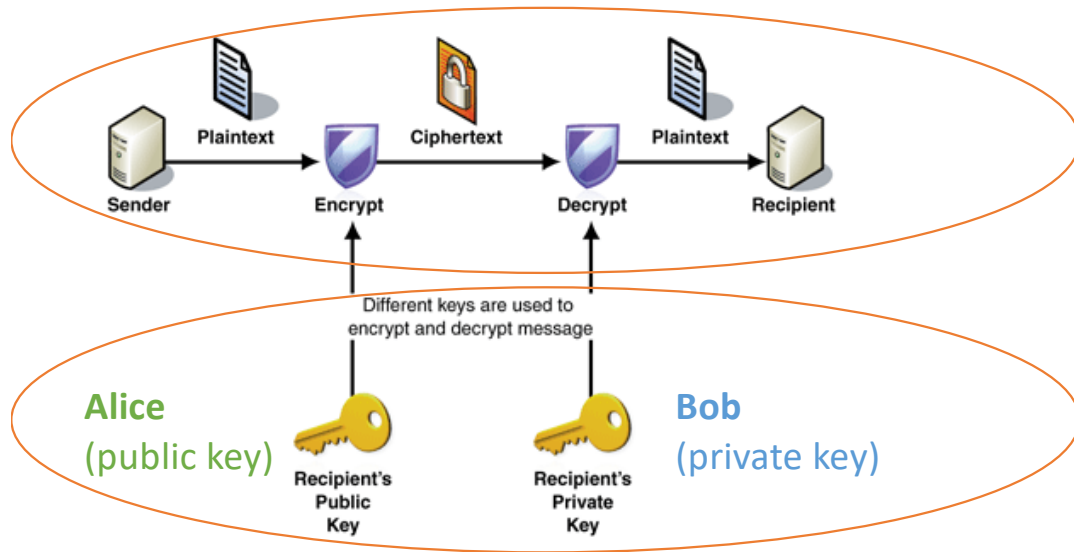 Plaintext
Ciphertext
Plaintext
Sender
Encrypt
Decrypt
Recipient
Different keys are used to
encrypt and decrypt message
Alice
(public key)
Bob
(private key)
Recipient's
Public
Key
Recipient's
Private
Key